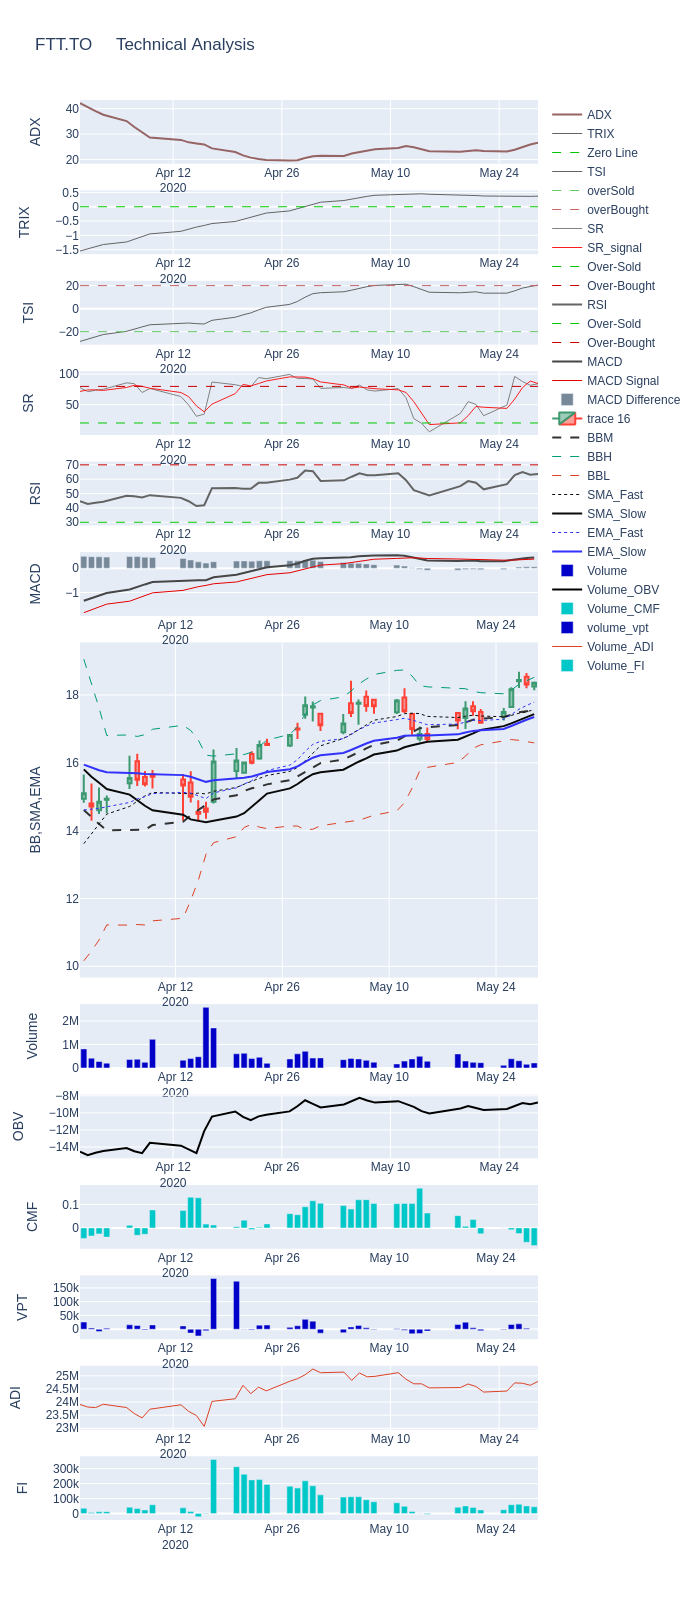 FTT.TO Technical Analysis
ADX
40
30
20
Apr 12
2020
Apr 26
May 10
May 24
TRIX
0.5
0
−0.5
−1
−1.5
Apr 12
2020
Apr 26
May 10
May 24
TSI
20
0
−20
Apr 12
2020
Apr 26
May 10
May 24
SR
100
50
Apr 12
2020
Apr 26
May 10
May 24
RSI
70
60
50
40
30
Apr 12
2020
Apr 26
May 10
May 24
MACD
0
−1
Apr 12
2020
Apr 26
May 10
May 24
BB,SMA,EMA
18
16
14
12
10
Apr 12
2020
Apr 26
May 10
May 24
Volume
2M
1M
0
Apr 12
2020
Apr 26
May 10
May 24
OBV
−8M
−10M
−12M
−14M
Apr 12
2020
Apr 26
May 10
May 24
CMF
0.1
0
Apr 12
2020
Apr 26
May 10
May 24
VPT
150k
100k
50k
0
Apr 12
2020
Apr 26
May 10
May 24
ADI
25M
24.5M
24M
23.5M
23M
Apr 12
2020
Apr 26
May 10
May 24
FI
300k
200k
100k
0
Apr 12
2020
Apr 26
May 10
May 24
ADX
TRIX
Zero Line
TSI
overSold
overBought
SR
SR_signal
Over-Sold
Over-Bought
RSI
Over-Sold
Over-Bought
MACD
MACD Signal
MACD Difference
trace 16
BBM
BBH
BBL
SMA_Fast
SMA_Slow
EMA_Fast
EMA_Slow
Volume
Volume_OBV
Volume_CMF
volume_vpt
Volume_ADI
Volume_FI